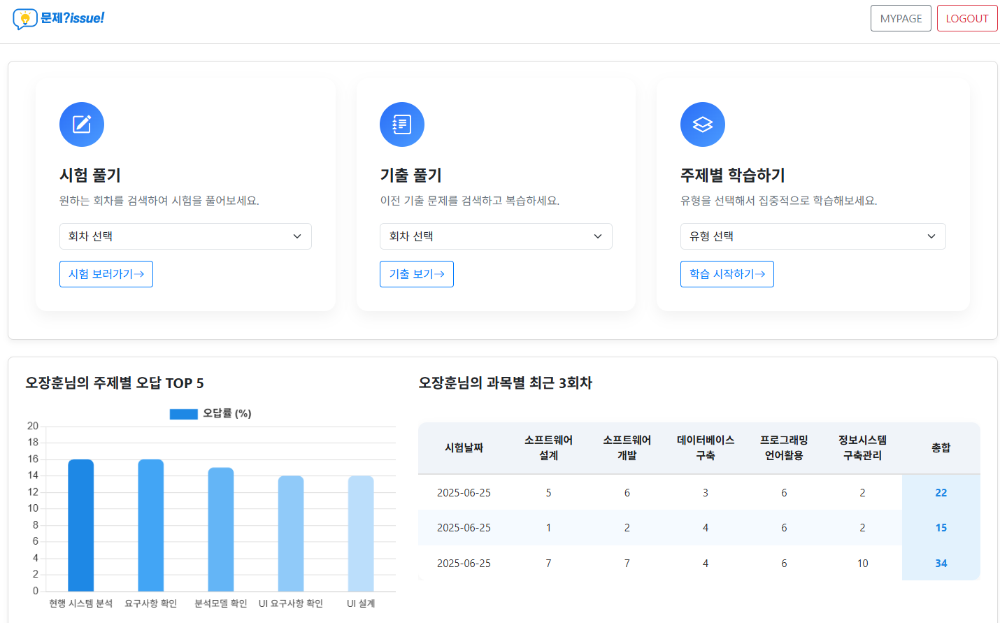 문제?issue!
MYPAGE
LOGOUT
시험 풀기
원하는 회차를 검색하여 시험을 풀어보세요.
회차 선택
시험 보러가기→
기출 풀기
이전 기출 문제를 검색하고 복습하세요.
회차 선택
기출 보기→
주제별 학습하기
유형을 선택해서 집중적으로 학습해보세요.
유형 선택
학습 시작하기→
오장훈님의 주제별 오답 TOP 5
오답률 (%)
20
18
16
14
12
10
8
6
4
2
0
현행 시스템 분석 요구사항 확인 분석모델 확인 UI 요구사항 확인 UI 설계
오장훈님의 과목별 최근 3회차
시험날짜 소프트웨어 설계 소프트웨어 개발 데이터베이스 구축 프로그래밍 언어활용 정보시스템 구축관리 총합
2025-06-25 5 6 3 6 2 22
2025-06-25 1 2 4 6 2 15
2025-06-25 7 7 4 6 10 34